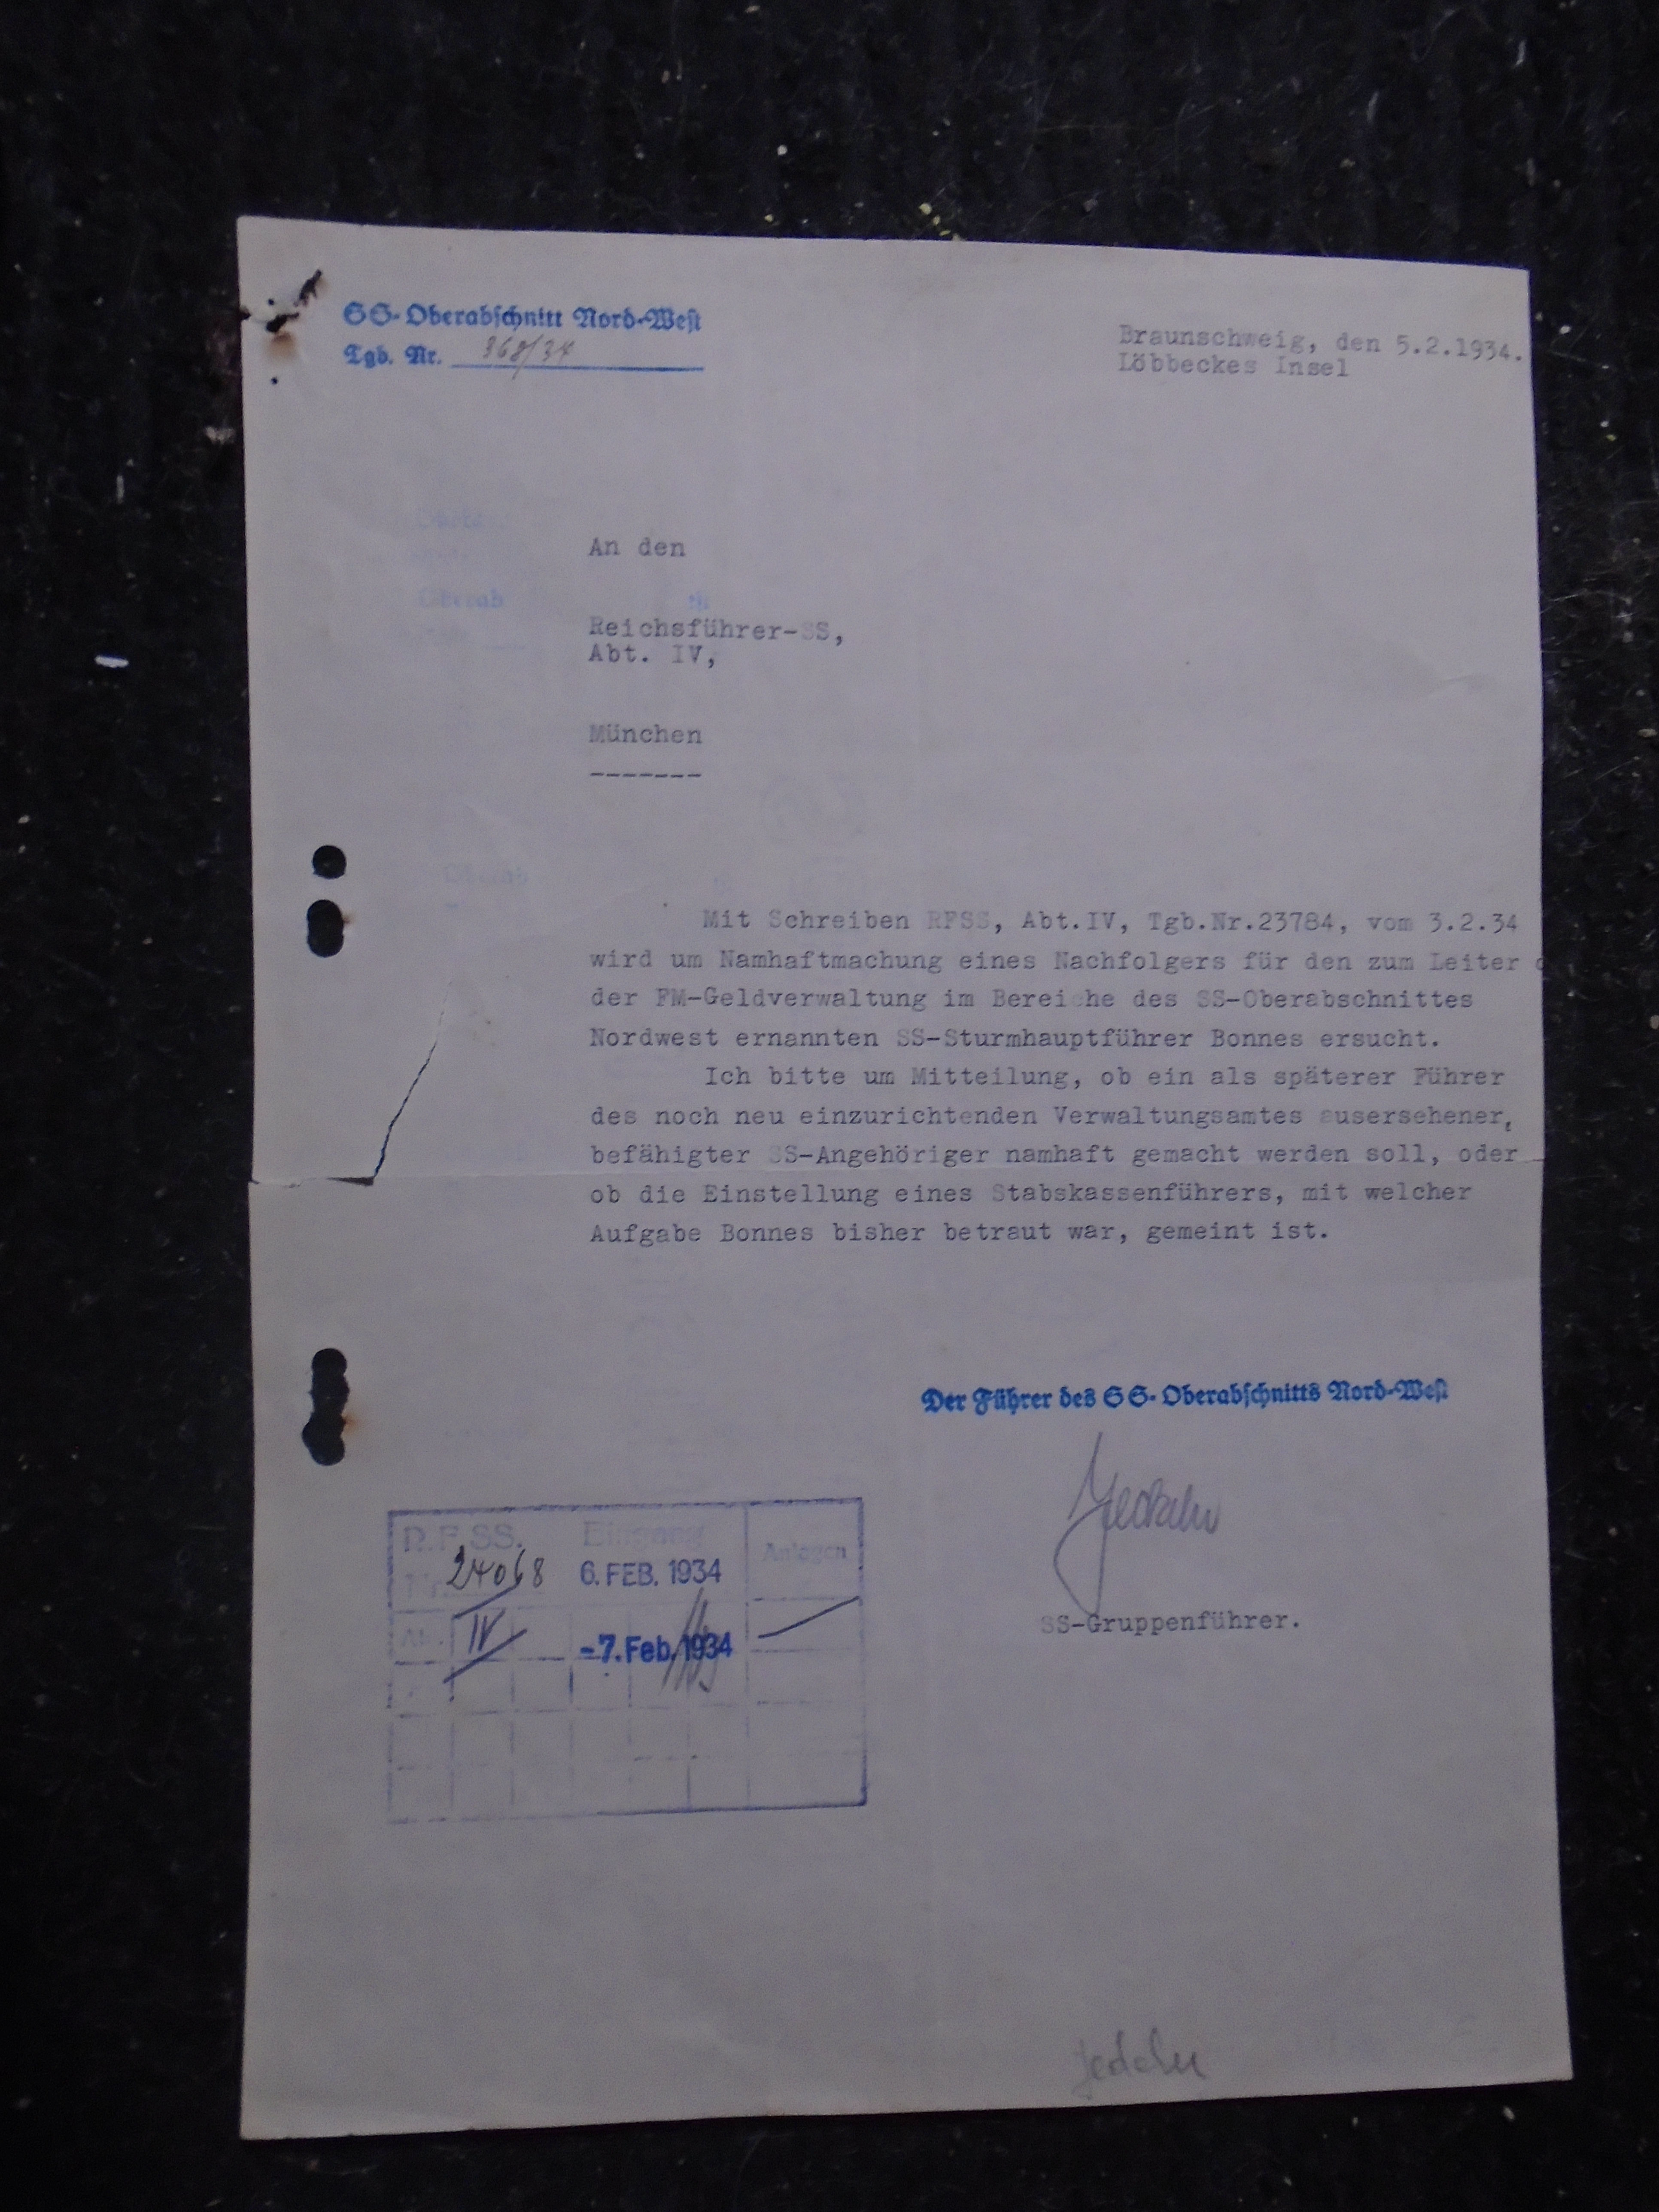 SS-Oberabschnitt Nord-West
Tgb. Nr. 368/34
Braunschweig, den 5.2.1934.
Löbbeckes Insel
An den
Reichsführer-SS,
Abt. IV,
München
-------
Mit Schreiben RFSS, Abt.IV, Tgb.Nr.23784, vom 3.2.34
wird um Namhaftmachung eines Nachfolgers für den zum Leiter
der FM-Geldverwaltung im Bereiche des SS-Oberabschnittes
Nordwest ernannten SS-Sturmhauptführer Bonnes ersucht.
Ich bitte um Mitteilung, ob ein als späterer Führer
des noch neu einzurichtenden Verwaltungsamtes ausersehener,
befähigter SS-Angehöriger namhaft gemacht werden soll, oder
ob die Einstellung eines Stabskassenführers, mit welcher
Aufgabe Bonnes bisher betraut war, gemeint ist.
Der Führer des SS-Oberabschnitts Nord-West
Jeckeln
SS-Gruppenführer.
R.F.SS. Eingang Anlagen
24068 6. FEB. 1934
Abt. IV -7. Feb. 1934